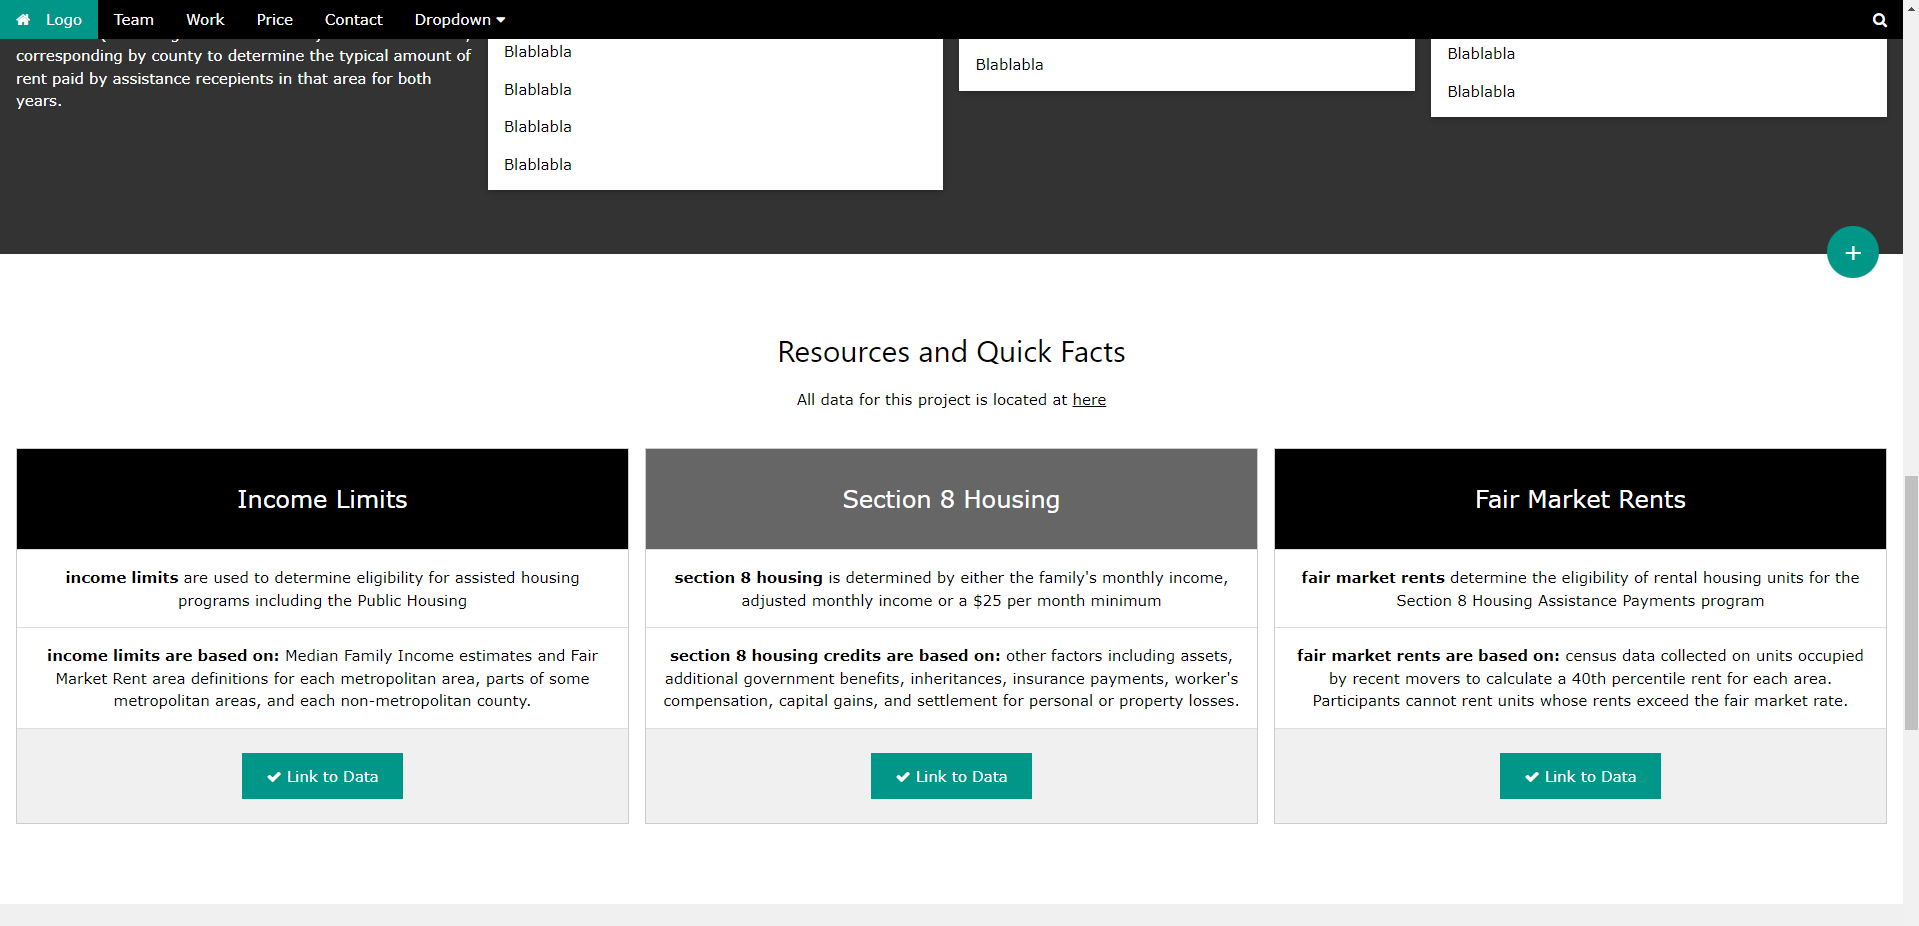 Logo Team Work Price Contact Dropdown
corresponding by county to determine the typical amount of
rent paid by assistance recepients in that area for both
years.
Blablabla
Blablabla
Blablabla
Blablabla
Blablabla
Blablabla
Blablabla
+
Resources and Quick Facts
All data for this project is located at here
Income Limits
income limits are used to determine eligibility for assisted housing
programs including the Public Housing
income limits are based on: Median Family Income estimates and Fair
Market Rent area definitions for each metropolitan area, parts of some
metropolitan areas, and each non-metropolitan county.
Link to Data
Section 8 Housing
section 8 housing is determined by either the family's monthly income,
adjusted monthly income or a $25 per month minimum
section 8 housing credits are based on: other factors including assets,
additional government benefits, inheritances, insurance payments, worker's
compensation, capital gains, and settlement for personal or property losses.
Link to Data
Fair Market Rents
fair market rents determine the eligibility of rental housing units for the
Section 8 Housing Assistance Payments program
fair market rents are based on: census data collected on units occupied
by recent movers to calculate a 40th percentile rent for each area.
Participants cannot rent units whose rents exceed the fair market rate.
Link to Data